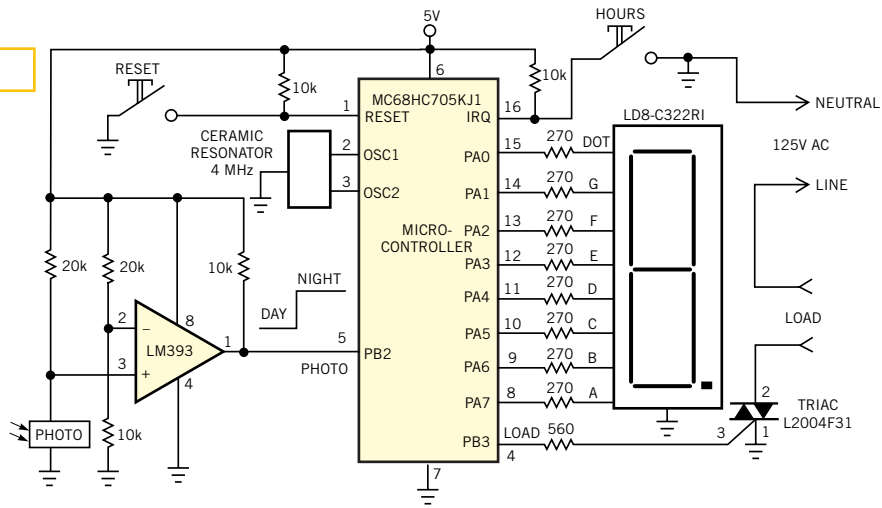 5V
HOURS
6
RESET
10k
10k
MC68HC705KJ1
1
RESET
16
IRQ
NEUTRAL
LD8-C322RI
CERAMIC
RESONATOR
4 MHz
2
OSC1
15
PA0
270
DOT
125V AC
3
OSC2
14
PA1
270
G
LINE
MICRO-
CONTROLLER
13
PA2
270
F
20k
20k
10k
12
PA3
270
E
NIGHT
DAY
11
PA4
270
D
2
–
8
LM393
1
5
PB2
PHOTO
10
PA5
270
C
LOAD
3
+
4
9
PA6
270
B
8
PA7
270
A
2
TRIAC
L2004F31
PHOTO
10k
PB3
LOAD
560
4
3
1
7